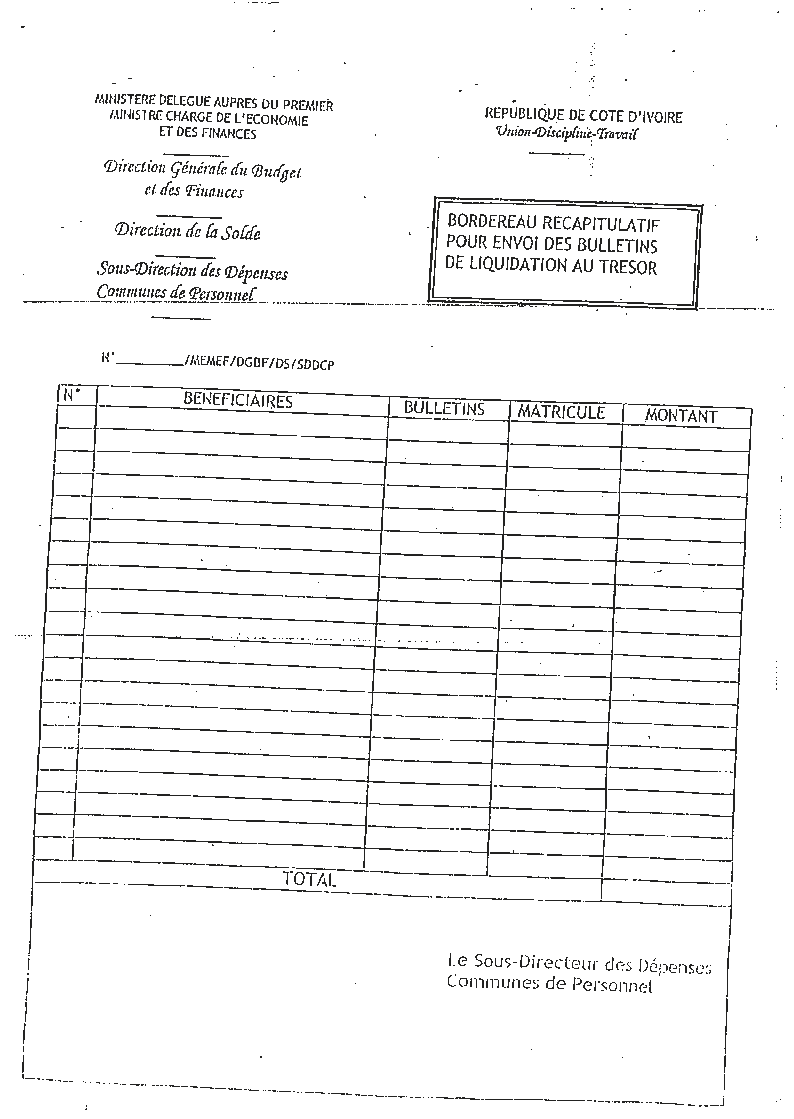 MINISTERE DELEGUE AUPRES DU PREMIER
MINISTRE CHARGE DE L'ECONOMIE
ET DES FINANCES
Direction Générale du Budget
et des Finances
Direction de la Solde
Sous-Direction des Dépenses
Communes de Personnel
REPUBLIQUE DE COTE D'IVOIRE
Union-Discipline-Travail
BORDEREAU RECAPITULATIF
POUR ENVOI DES BULLETINS
DE LIQUIDATION AU TRESOR
N°________/MEMEF/DGBF/DS/SDDCP
N° BENEFICIAIRES BULLETINS MATRICULE MONTANT
TOTAL
Le Sous-Directeur des Dépenses
Communes de Personnel